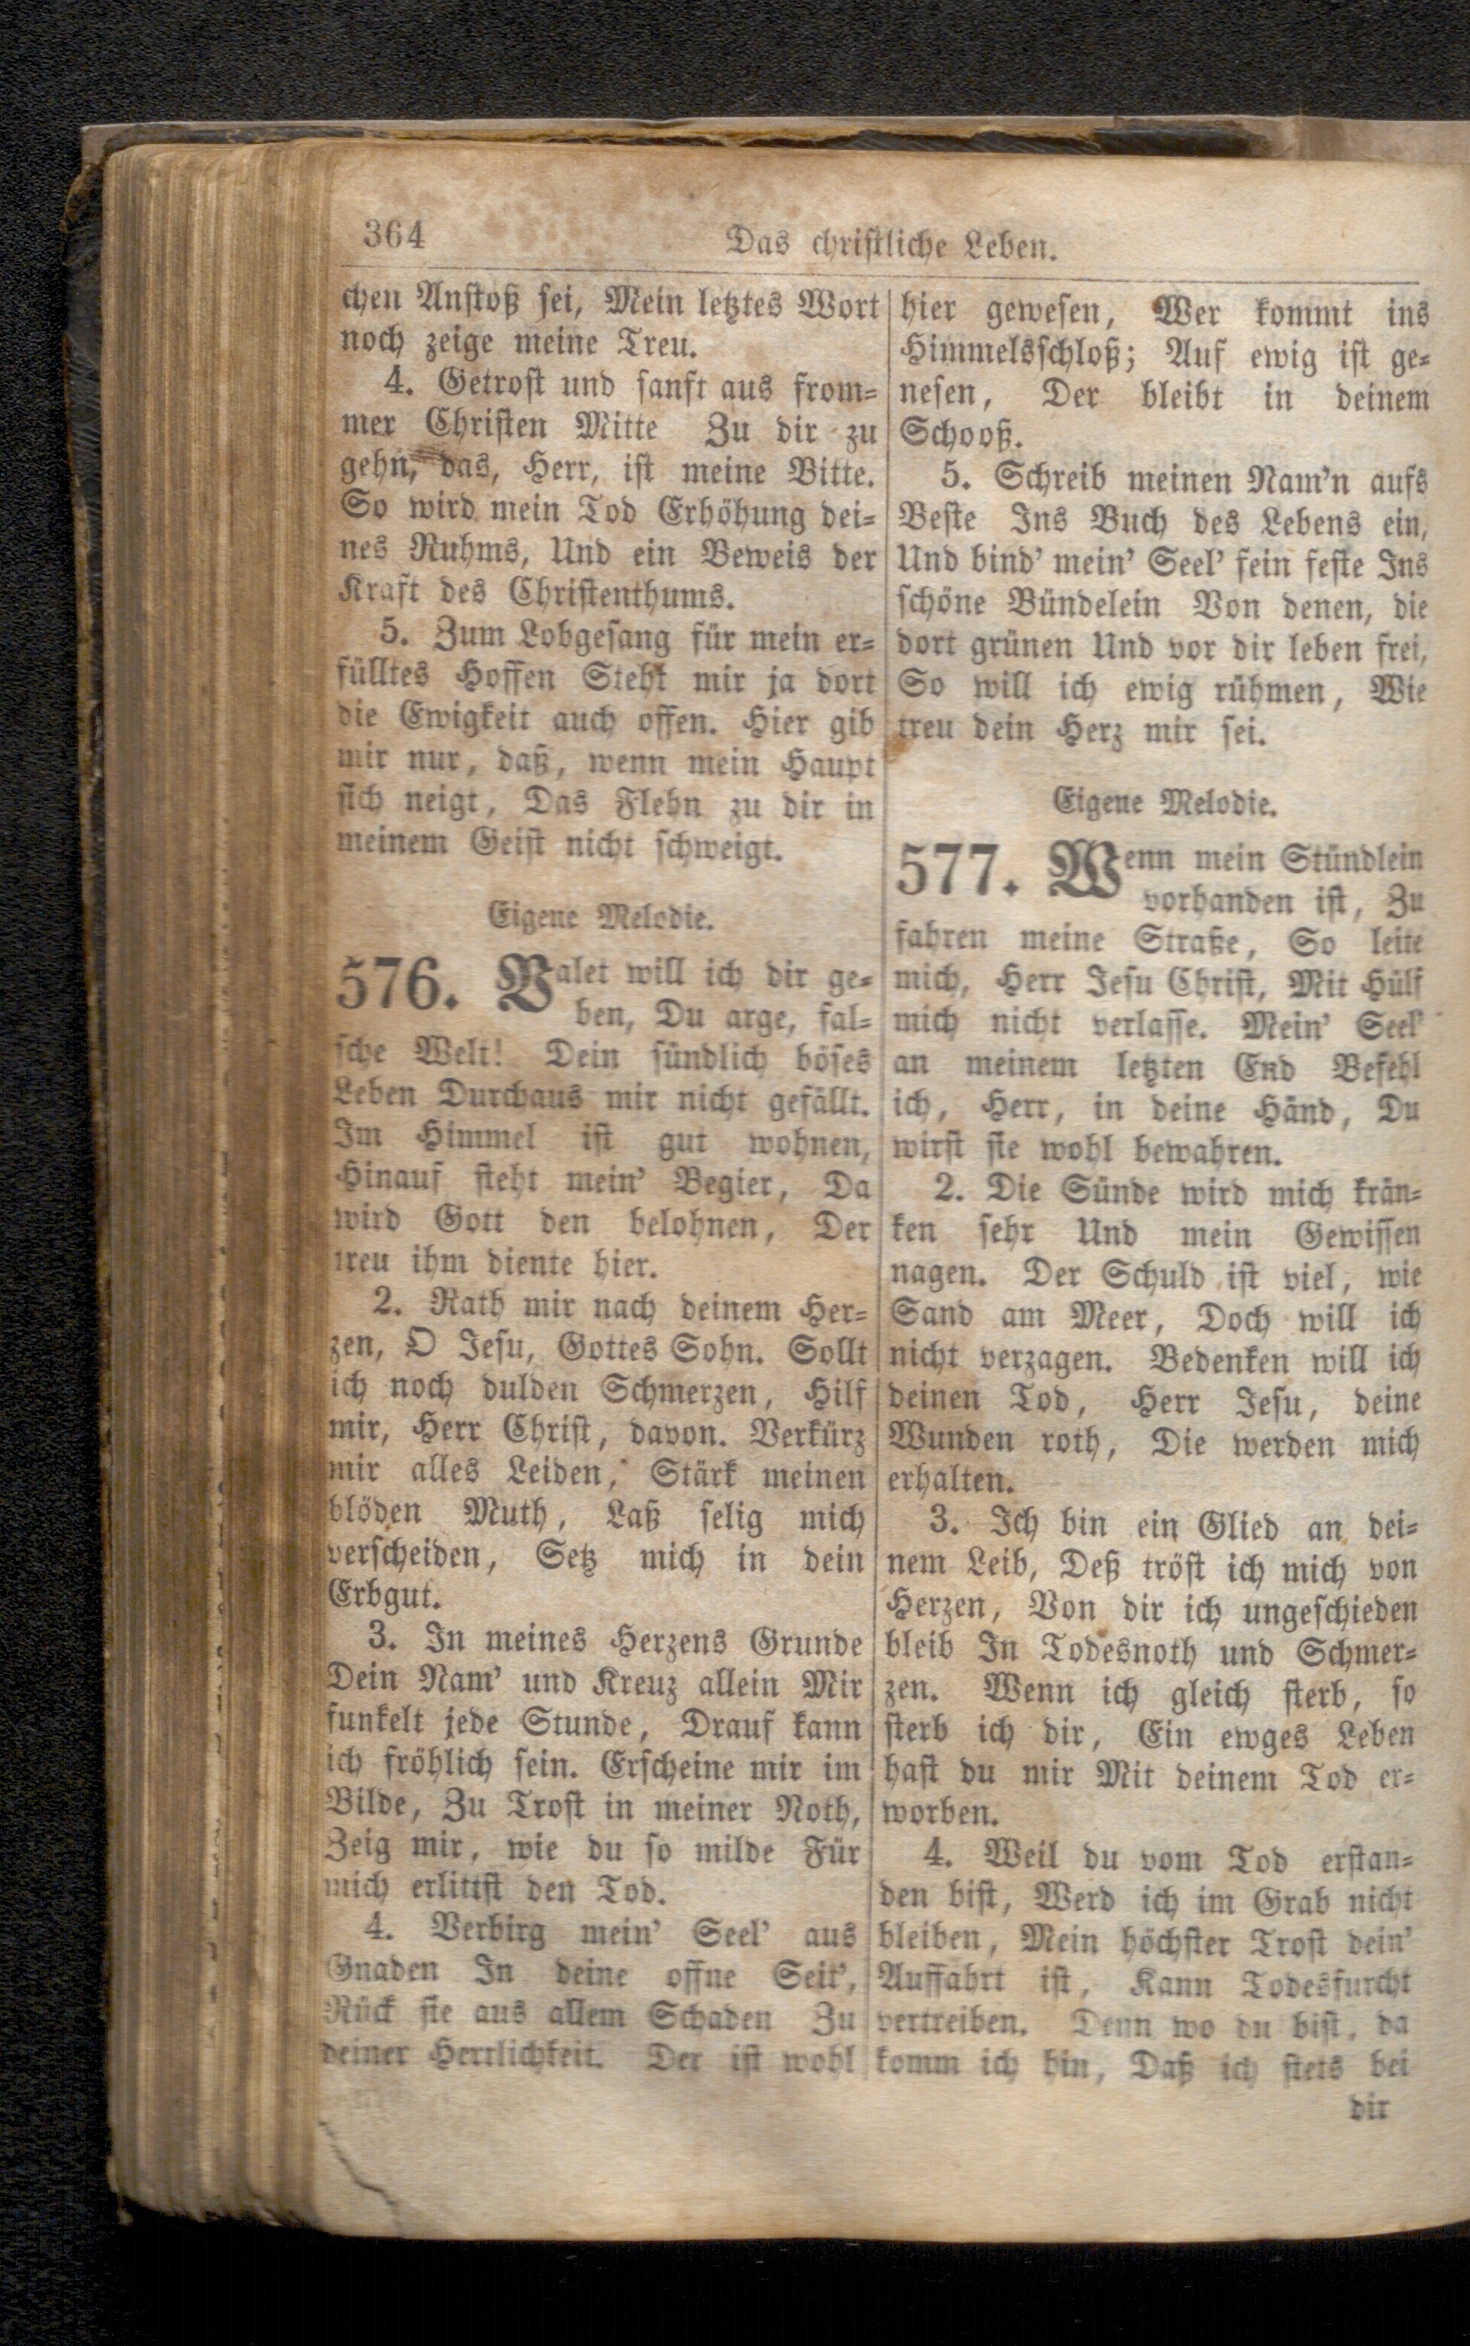 364
Das christliche Leben.
chen Anstoß sei, Mein letztes Wort
noch zeige meine Treu.
4. Getrost und sanft aus from-
mer Christen Mitte Zu dir zu
gehn, das, Herr, ist meine Bitte.
So wird mein Tod Erhöhung dei-
nes Ruhms, Und ein Beweis der
Kraft des Christenthums.
5. Zum Lobgesang für mein er-
fülltes Hoffen Steht mir ja dort
die Ewigkeit auch offen. Hier gib
mir nur, daß, wenn mein Haupt
sich neigt, Das Flehn zu dir in
meinem Geist nicht schweigt.
Eigene Melodie.
576. Valet will ich dir ge-
ben, Du arge, fal-
sche Welt! Dein sündlich böses
Leben Durchaus mir nicht gefällt.
Im Himmel ist gut wohnen,
Hinauf steht mein' Begier, Da
wird Gott den belohnen, Der
treu ihm diente hier.
2. Rath mir nach deinem Her-
zen, O Jesu, Gottes Sohn. Sollt
ich noch dulden Schmerzen, Hilf
mir, Herr Christ, davon. Verkürz
mir alles Leiden, Stärk meinen
blöden Muth, Laß selig mich
verscheiden, Setz mich in dein
Erbgut.
3. In meines Herzens Grunde
Dein Nam' und Kreuz allein Mir
funkelt jede Stunde, Drauf kann
ich fröhlich sein. Erscheine mir im
Bilde, Zu Trost in meiner Noth,
Zeig mir, wie du so milde Für
mich erlittst den Tod.
4. Verbirg mein' Seel' aus
Gnaden In deine offne Seit',
Rück sie aus allem Schaden Zu
deiner Herrlichkeit. Der ist wohl
hier gewesen, Wer kommt ins
Himmelsschloß; Auf ewig ist ge-
nesen, Der bleibt in deinem
Schooß.
5. Schreib meinen Nam'n aufs
Beste Ins Buch des Lebens ein,
Und bind' mein' Seel' fein feste Ins
schöne Bündelein Von denen, die
dort grünen Und vor dir leben frei,
So will ich ewig rühmen, Wie
treu dein Herz mir sei.
Eigene Melodie.
577. Wenn mein Stündlein
vorhanden ist, Zu
fahren meine Straße, So leite
mich, Herr Jesu Christ, Mit Hülf
mich nicht verlasse. Mein' Seel'
an meinem letzten End Befehl
ich, Herr, in deine Händ, Du
wirst sie wohl bewahren.
2. Die Sünde wird mich krän-
ken sehr Und mein Gewissen
nagen. Der Schuld ist viel, wie
Sand am Meer, Doch will ich
nicht verzagen. Bedenken will ich
deinen Tod, Herr Jesu, deine
Wunden roth, Die werden mich
erhalten.
3. Ich bin ein Glied an dei-
nem Leib, Deß tröst ich mich von
Herzen, Von dir ich ungeschieden
bleib In Todesnoth und Schmer-
zen. Wenn ich gleich sterb, so
sterb ich dir, Ein ewges Leben
hast du mir Mit deinem Tod er-
worben.
4. Weil du vom Tod erstan-
den bist, Werd ich im Grab nicht
bleiben, Mein höchster Trost dein'
Auffahrt ist, Kann Todesfurcht
vertreiben. Denn wo du bist, da
komm ich hin, Daß ich stets bei
dir